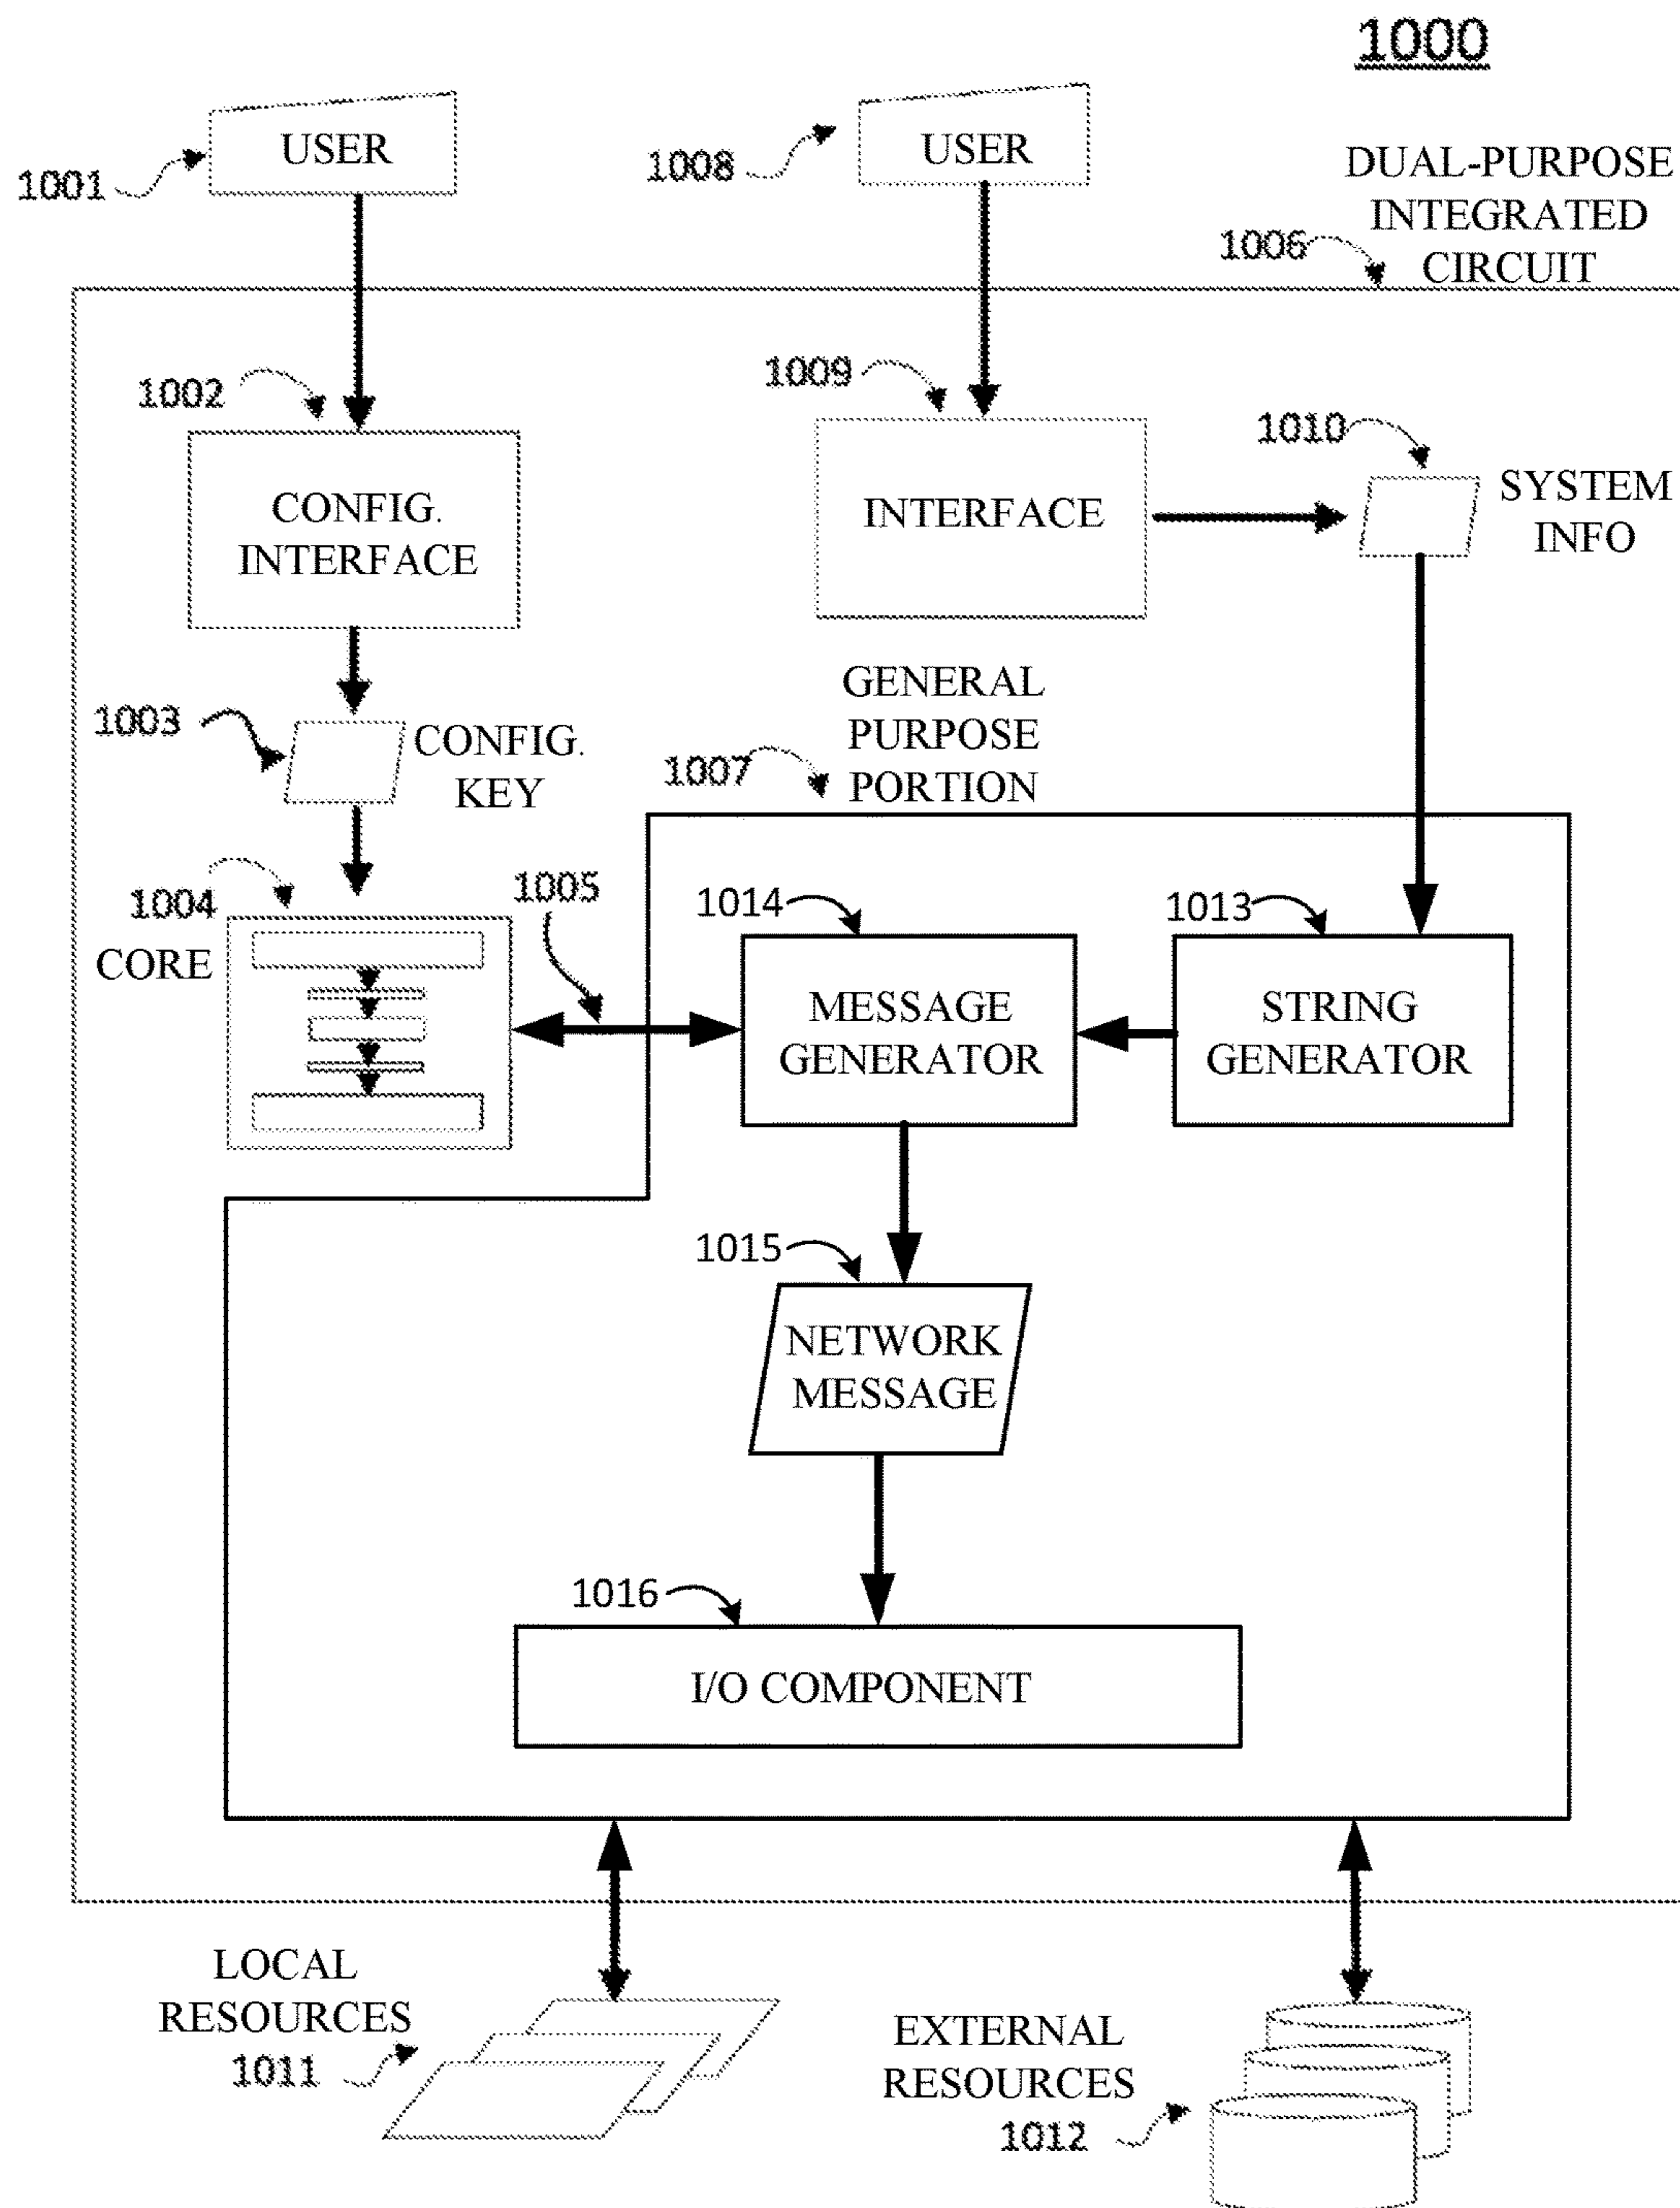 1000
USER
1001
USER
1008
DUAL-PURPOSE
INTEGRATED
CIRCUIT
1006
1002
CONFIG.
INTERFACE
1009
INTERFACE
1010
SYSTEM
INFO
1003
CONFIG.
KEY
GENERAL
PURPOSE
PORTION
1007
1004
CORE
1005
1014
MESSAGE
GENERATOR
1013
STRING
GENERATOR
1015
NETWORK
MESSAGE
1016
I/O COMPONENT
LOCAL
RESOURCES
1011
EXTERNAL
RESOURCES
1012